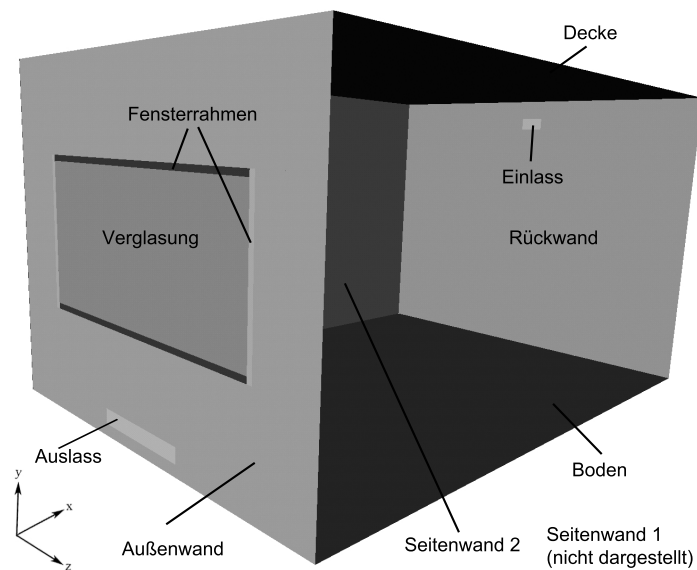 Decke
Fensterrahmen
Einlass
Verglasung
Rückwand
Auslass
Boden
y
x
z
Außenwand
Seitenwand 2
Seitenwand 1
(nicht dargestellt)